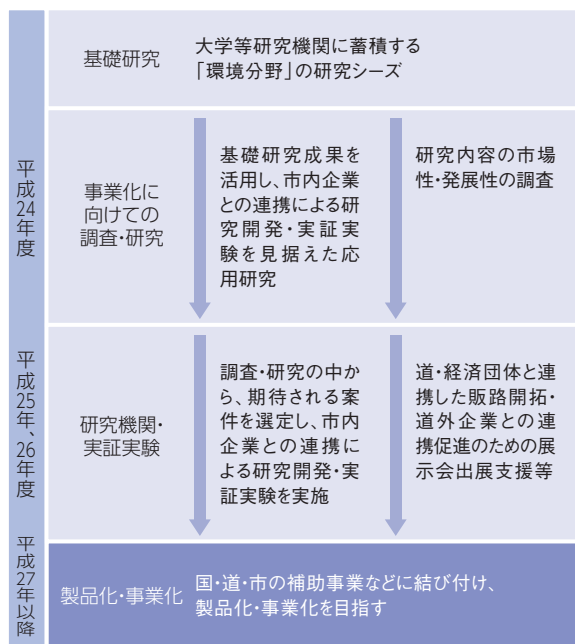 基礎研究
大学等研究機関に蓄積する
「環境分野」の研究シーズ
平成24年度
事業化に
向けての
調査・研究
基礎研究成果を
活用し、市内企業
との連携による研
究開発・実証実
験を見据えた応
用研究
研究内容の市場
性・発展性の調査
平成25年、26年度
研究機関・
実証実験
調査・研究の中か
ら、期待される案
件を選定し、市内
企業との連携に
よる研究開発・実
証実験を実施
道・経済団体と連
携した販路開拓・
道外企業との連
携促進のための展
示会出展支援等
平成27年以降
製品化・事業化
国・道・市の補助事業などに結び付け、
製品化・事業化を目指す